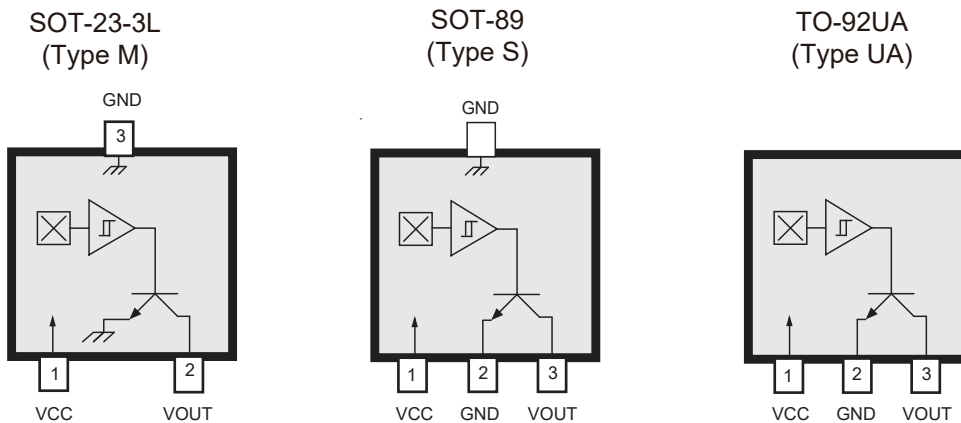 SOT-23-3L
(Type M)
GND
3
1
2
VCC
VOUT
SOT-89
(Type S)
GND
1
2
3
VCC
GND
VOUT
TO-92UA
(Type UA)
1
2
3
VCC
GND
VOUT